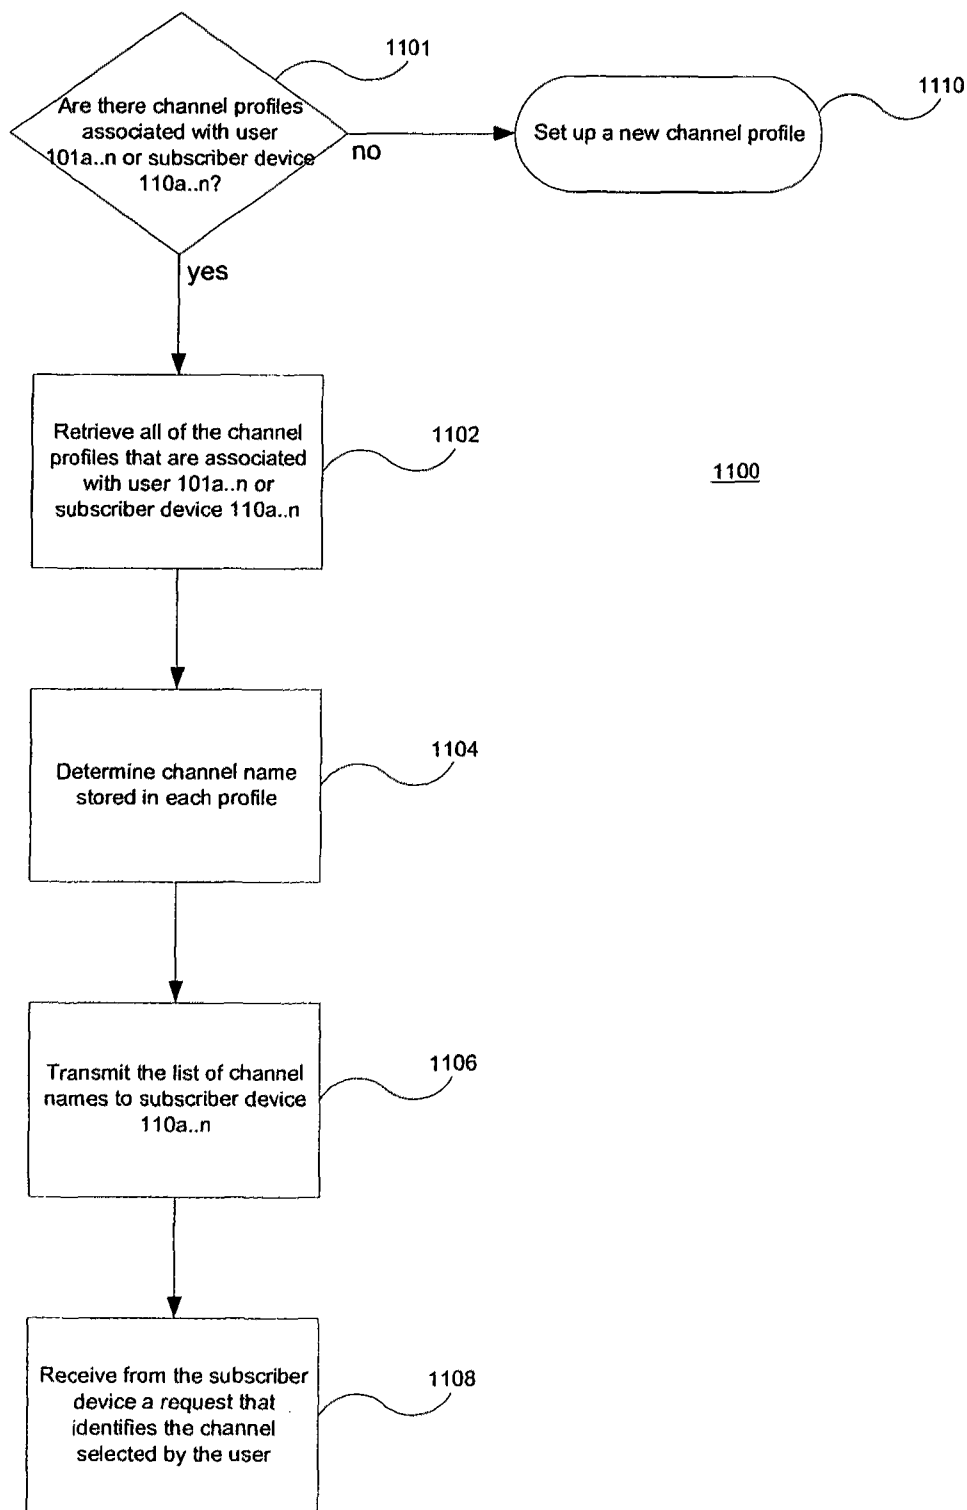 1101
Are there channel profiles
associated with user
101a..n or subscriber device
110a..n?
no
Set up a new channel profile
1110
yes
Retrieve all of the channel
profiles that are associated
with user 101a..n or
subscriber device 110a..n
1102
1100
Determine channel name
stored in each profile
1104
Transmit the list of channel
names to subscriber device
110a..n
1106
Receive from the subscriber
device a request that
identifies the channel
selected by the user
1108